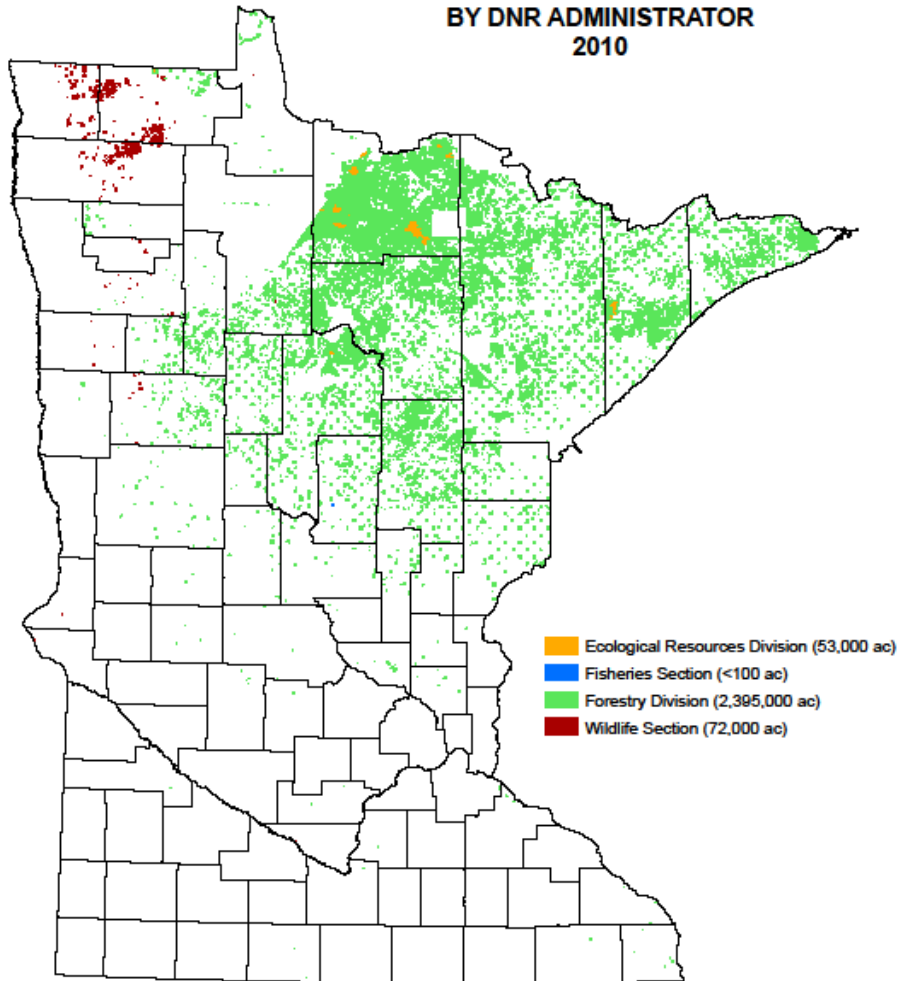 BY DNR ADMINISTRATOR
2010
Ecological Resources Division (53,000 ac)
Fisheries Section (<100 ac)
Forestry Division (2,395,000 ac)
Wildlife Section (72,000 ac)